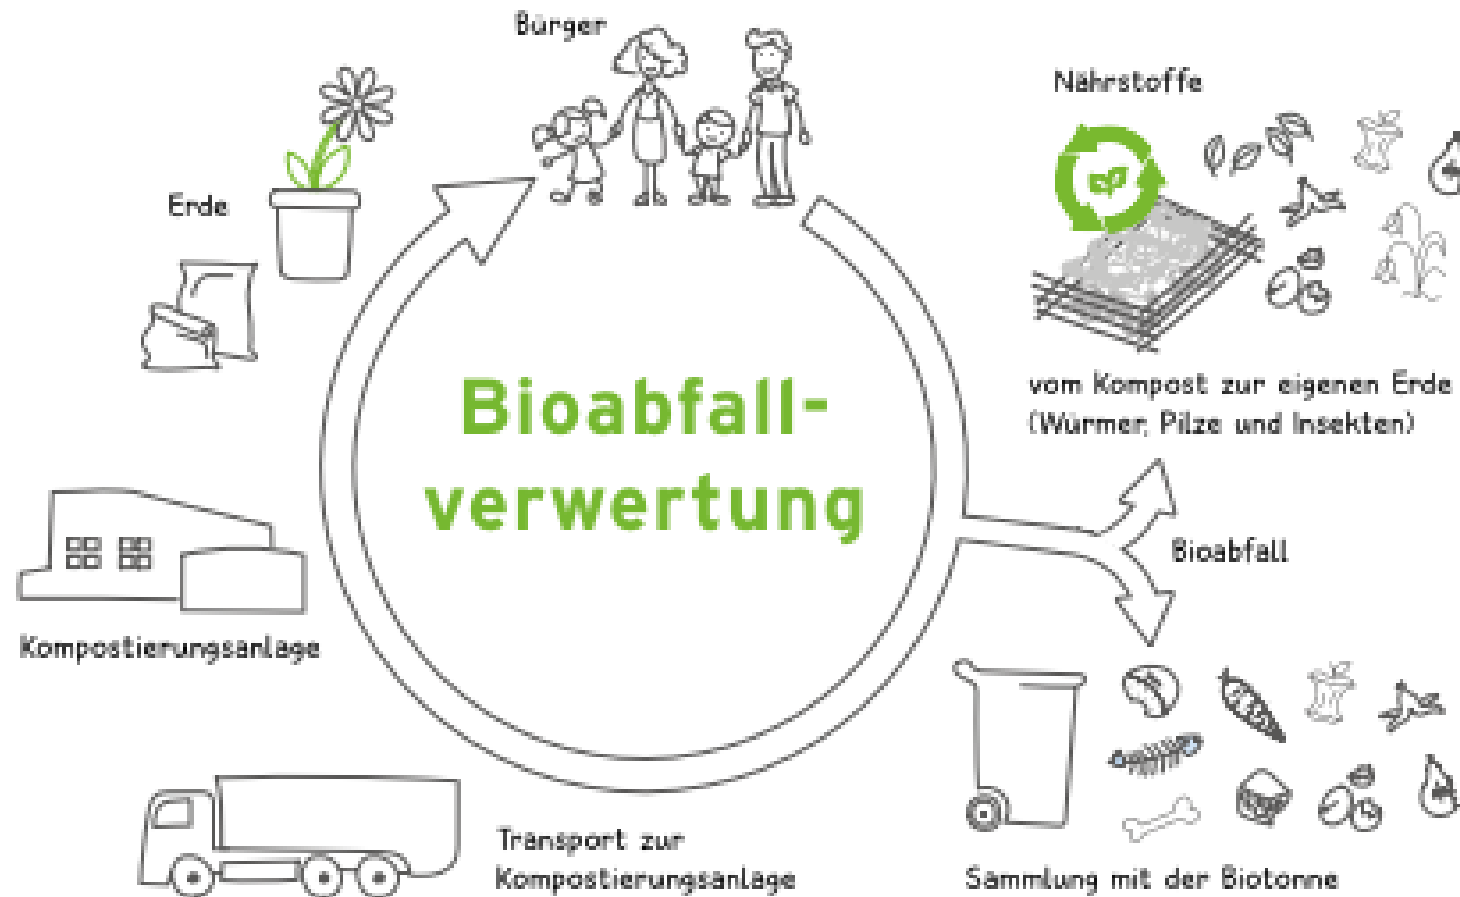 Bürger
Nährstoffe
Erde
Bioabfall-
verwertung
vom Kompost zur eigenen Erde
(Würmer, Pilze und Insekten)
Bioabfall
Kompostierungsanlage
Transport zur
Kompostierungsanlage
Sammlung mit der Biotonne